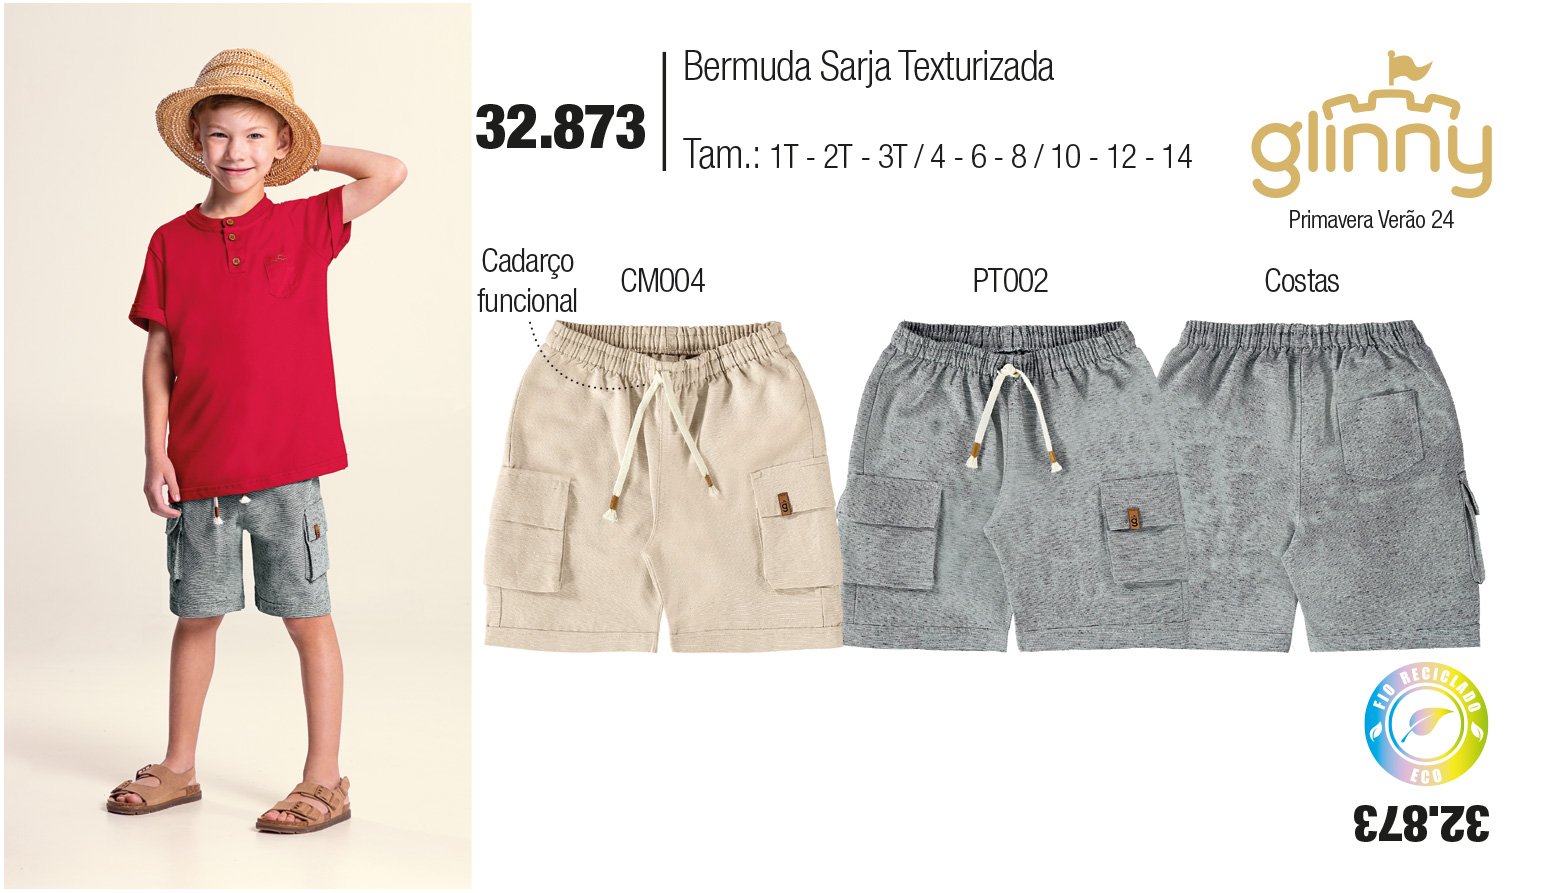 32.873
Bermuda Sarja Texturizada
Tam.: 1T - 2T - 3T / 4 - 6 - 8 / 10 - 12 - 14
glinny
Primavera Verão 24
Cadarço
funcional
CM004
PT002
Costas
g
g
FIO RECICLADO
ECO
32.873